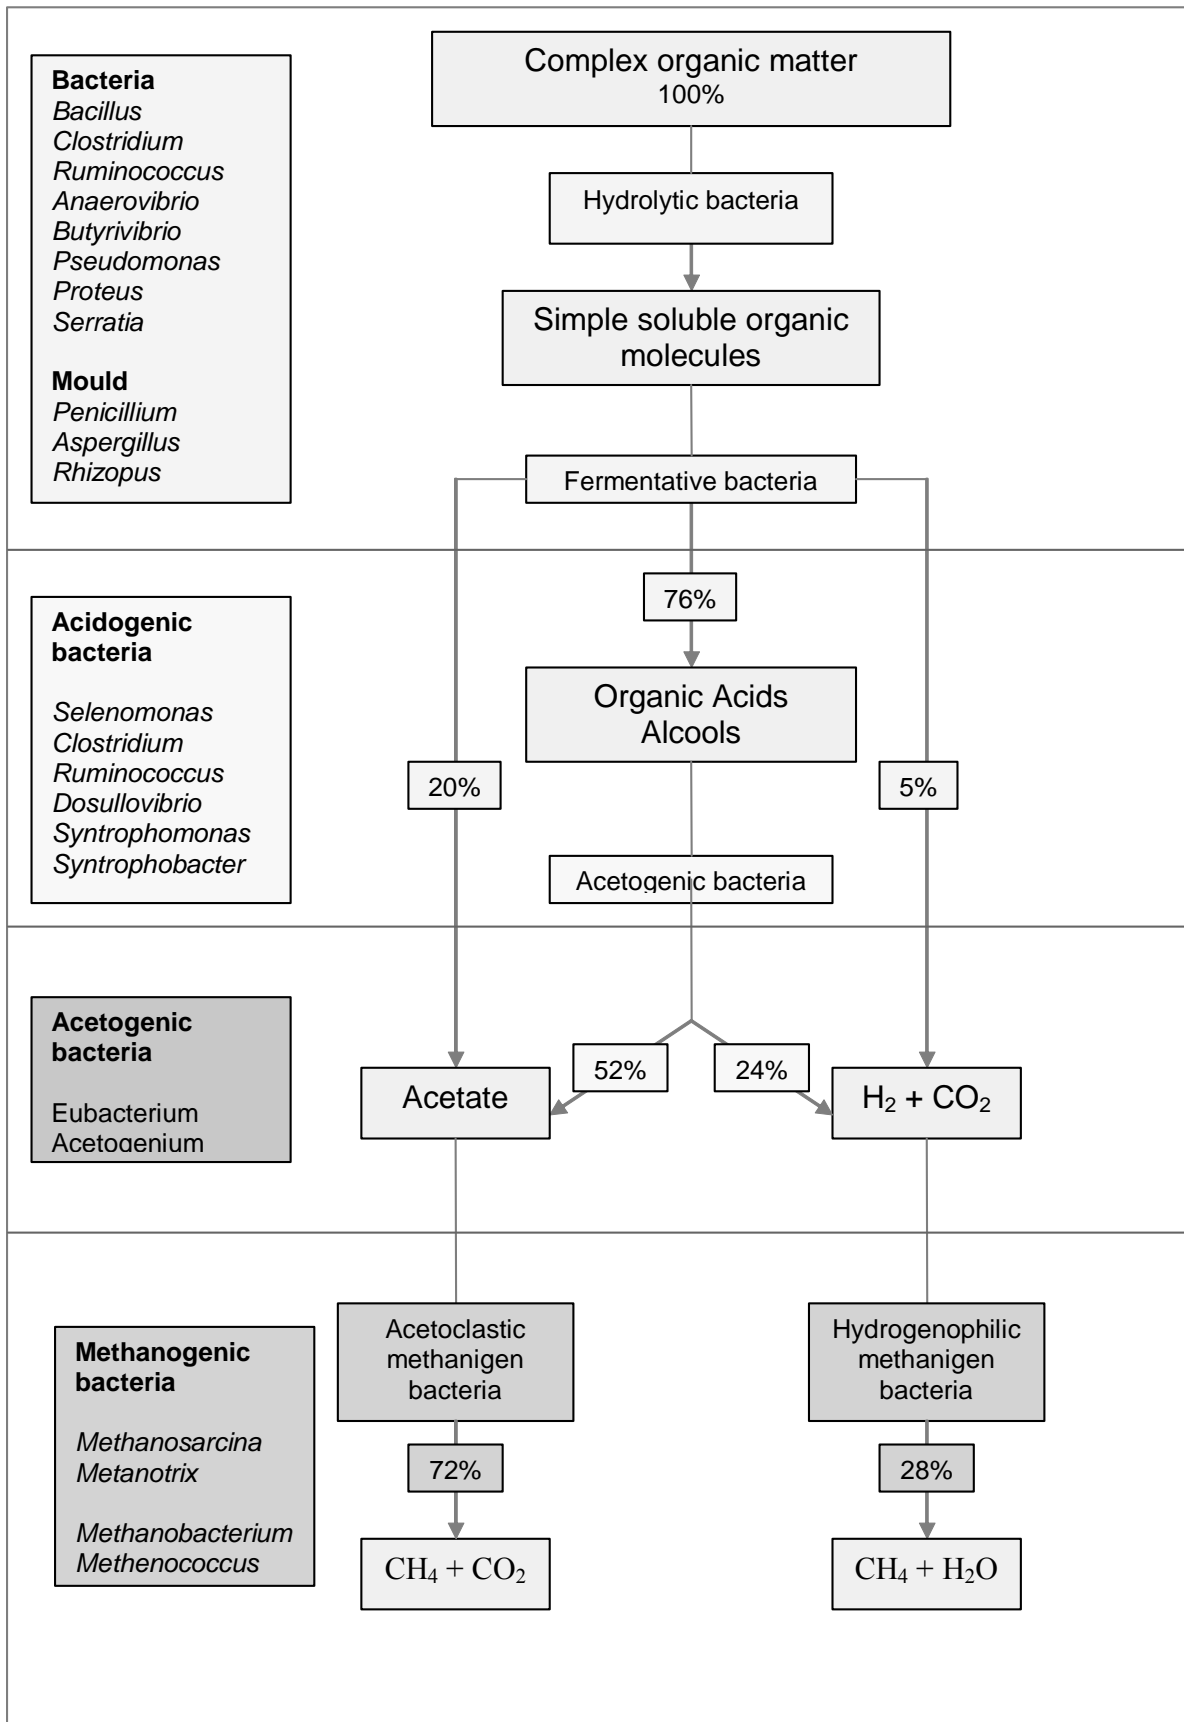 Complex organic matter
100%
Bacteria
Bacillus
Clostridium
Ruminococcus
Anaerovibrio
Butyrivibrio
Pseudomonas
Proteus
Serratia
Mould
Penicillium
Aspergillus
Rhizopus
Hydrolytic bacteria
Simple soluble organic
molecules
Fermentative bacteria
76%
Acidogenic
bacteria
Selenomonas
Clostridium
Ruminococcus
Dosullovibrio
Syntrophomonas
Syntrophobacter
Organic Acids
Alcools
20%
5%
Acetogenic bacteria
Acetogenic
bacteria
Eubacterium
Acetogenium
52%
24%
Acetate
H₂ + CO₂
Methanogenic
bacteria
Methanosarcina
Metanotrix
Methanobacterium
Methenococcus
Acetoclastic
methanigen
bacteria
Hydrogenophilic
methanigen
bacteria
72%
28%
CH₄ + CO₂
CH₄ + H₂O